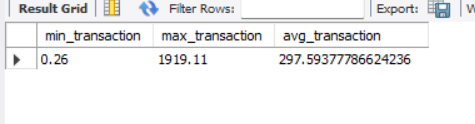 Result Grid Filter Rows: Export:
min_transaction max_transaction avg_transaction
0.26 1919.11 297.59377786624236